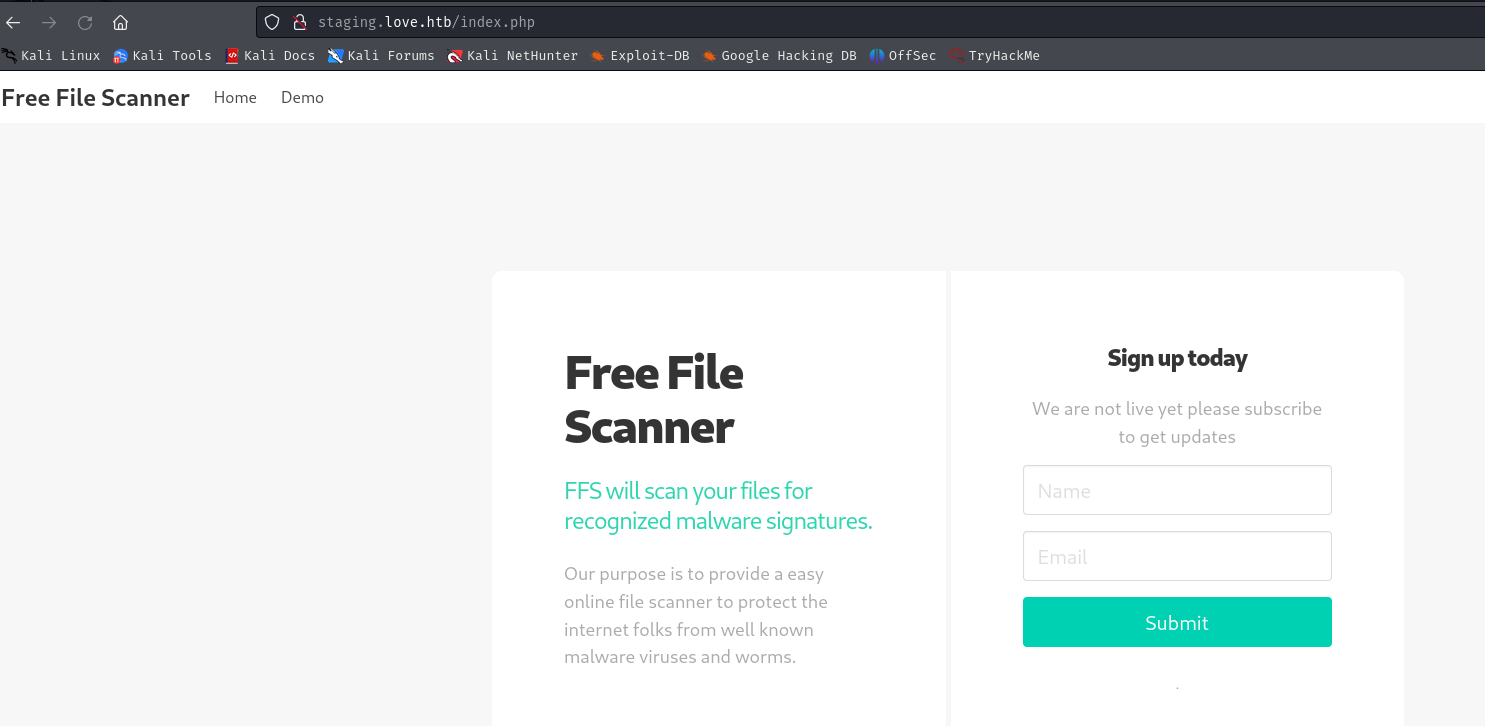 staging.love.htb/index.php
Kali Linux Kali Tools Kali Docs Kali Forums Kali NetHunter Exploit-DB Google Hacking DB OffSec TryHackMe
Free File Scanner Home Demo
Free File
Scanner
FFS will scan your files for
recognized malware signatures.
Our purpose is to provide a easy
online file scanner to protect the
internet folks from well known
malware viruses and worms.
Sign up today
We are not live yet please subscribe
to get updates
Name
Email
Submit
.